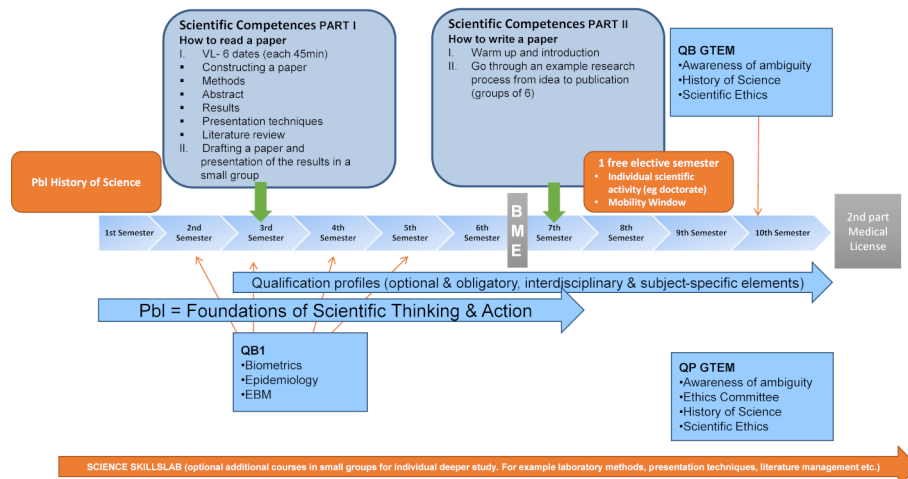 Scientific Competences PART I
How to read a paper
I. VL- 6 dates (each 45min)
▪ Constructing a paper
▪ Methods
▪ Abstract
▪ Results
▪ Presentation techniques
▪ Literature review
II. Drafting a paper and
presentation of the results in a
small group
Scientific Competences PART II
How to write a paper
I. Warm up and introduction
II. Go through an example research
process from idea to publication
(groups of 6)
QB GTEM
•Awareness of ambiguity
•History of Science
•Scientific Ethics
Pbl History of Science
1 free elective semester
• Individual scientific
activity (eg doctorate)
• Mobility Window
1st Semester
2nd
Semester
3rd
Semester
4th
Semester
5th
Semester
6th
Semester
B
M
E
7th
Semester
8th
Semester
9th Semester
10th Semester
2nd part
Medical
License
Qualification profiles (optional & obligatory, interdisciplinary & subject-specific elements)
Pbl = Foundations of Scientific Thinking & Action
QB1
•Biometrics
•Epidemiology
•EBM
QP GTEM
•Awareness of ambiguity
•Ethics Committee
•History of Science
•Scientific Ethics
SCIENCE SKILLSLAB (optional additional courses in small groups for individual deeper study. For example laboratory methods, presentation techniques, literature management etc.)